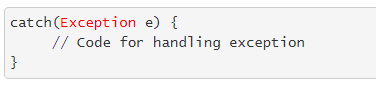 catch(Exception e) {
// Code for handling exception
}